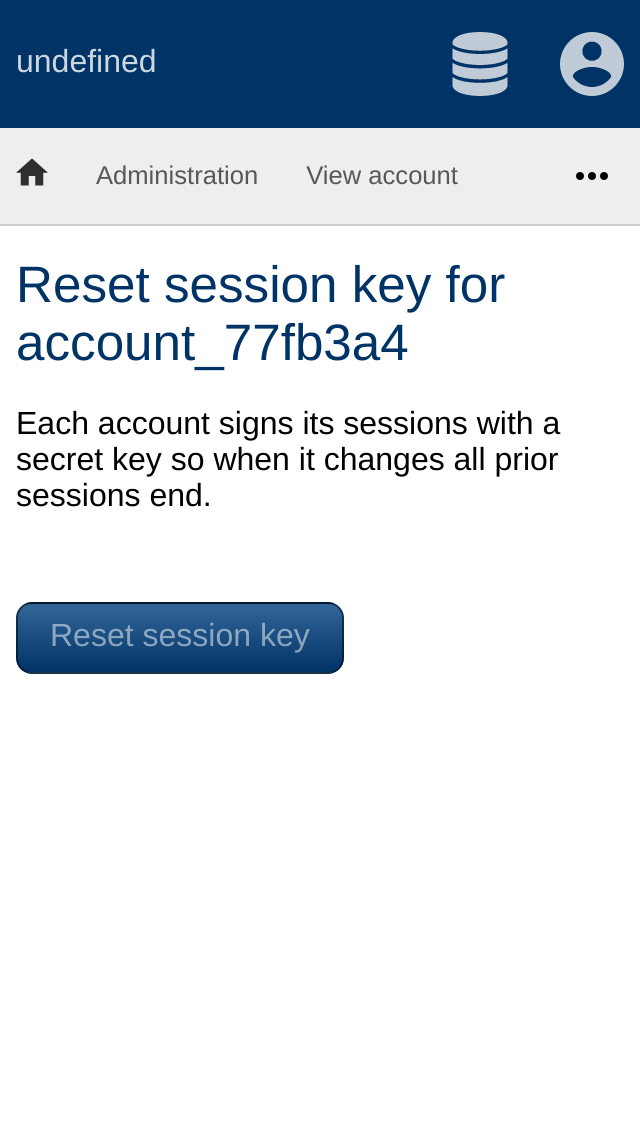 undefined
Administration View account
Reset session key for
account_77fb3a4
Each account signs its sessions with a
secret key so when it changes all prior
sessions end.
Reset session key